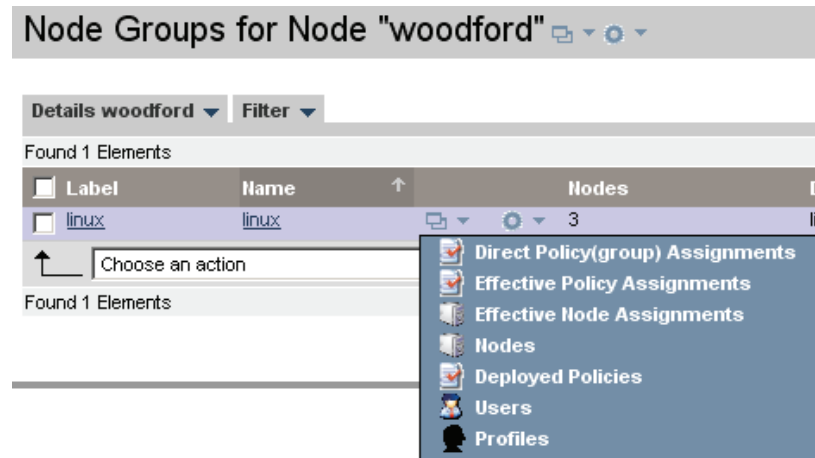 Node Groups for Node "woodford"
Details woodford Filter
Found 1 Elements
Label Name Nodes
linux linux 3
Choose an action
Found 1 Elements
Direct Policy(group) Assignments
Effective Policy Assignments
Effective Node Assignments
Nodes
Deployed Policies
Users
Profiles